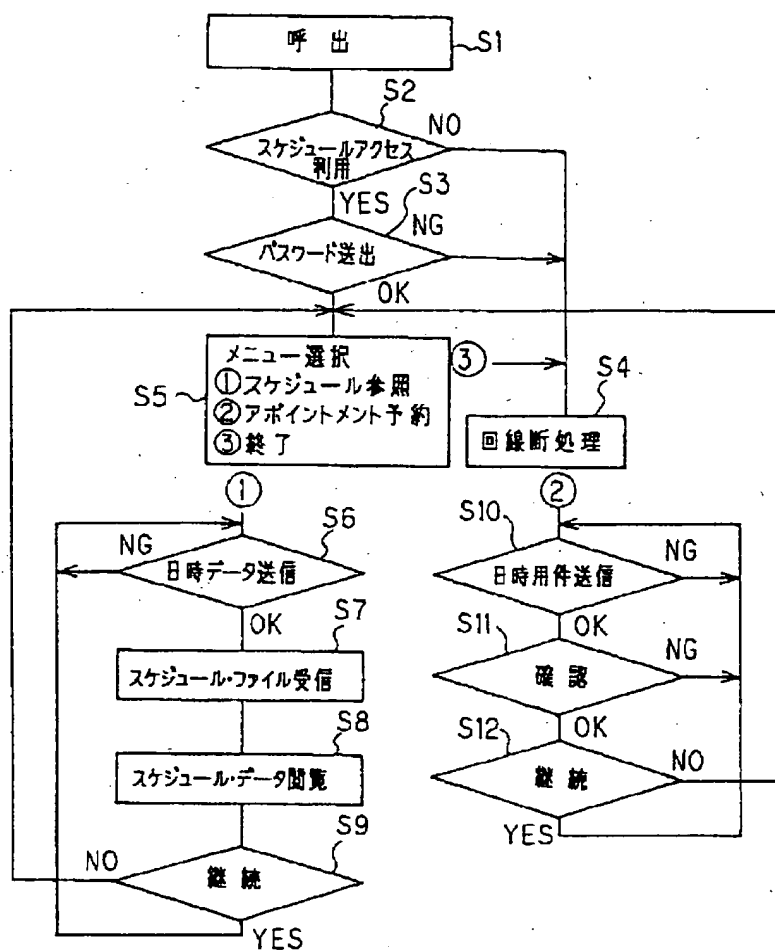 呼出
S1
S2
NO
スケジュールアクセス
利用
YES
S3
NG
パスワード送出
OK
メニュー選択
①スケジュール参照
②アポイントメント予約
③終了
S5
③
S4
回線断処理
①
②
S6
NG
日時データ送信
OK
S7
スケジュール・ファイル受信
S8
スケジュール・データ閲覧
S9
NO
継続
YES
S10
NG
日時用件送信
OK
S11
NG
確認
OK
S12
NO
継続
YES